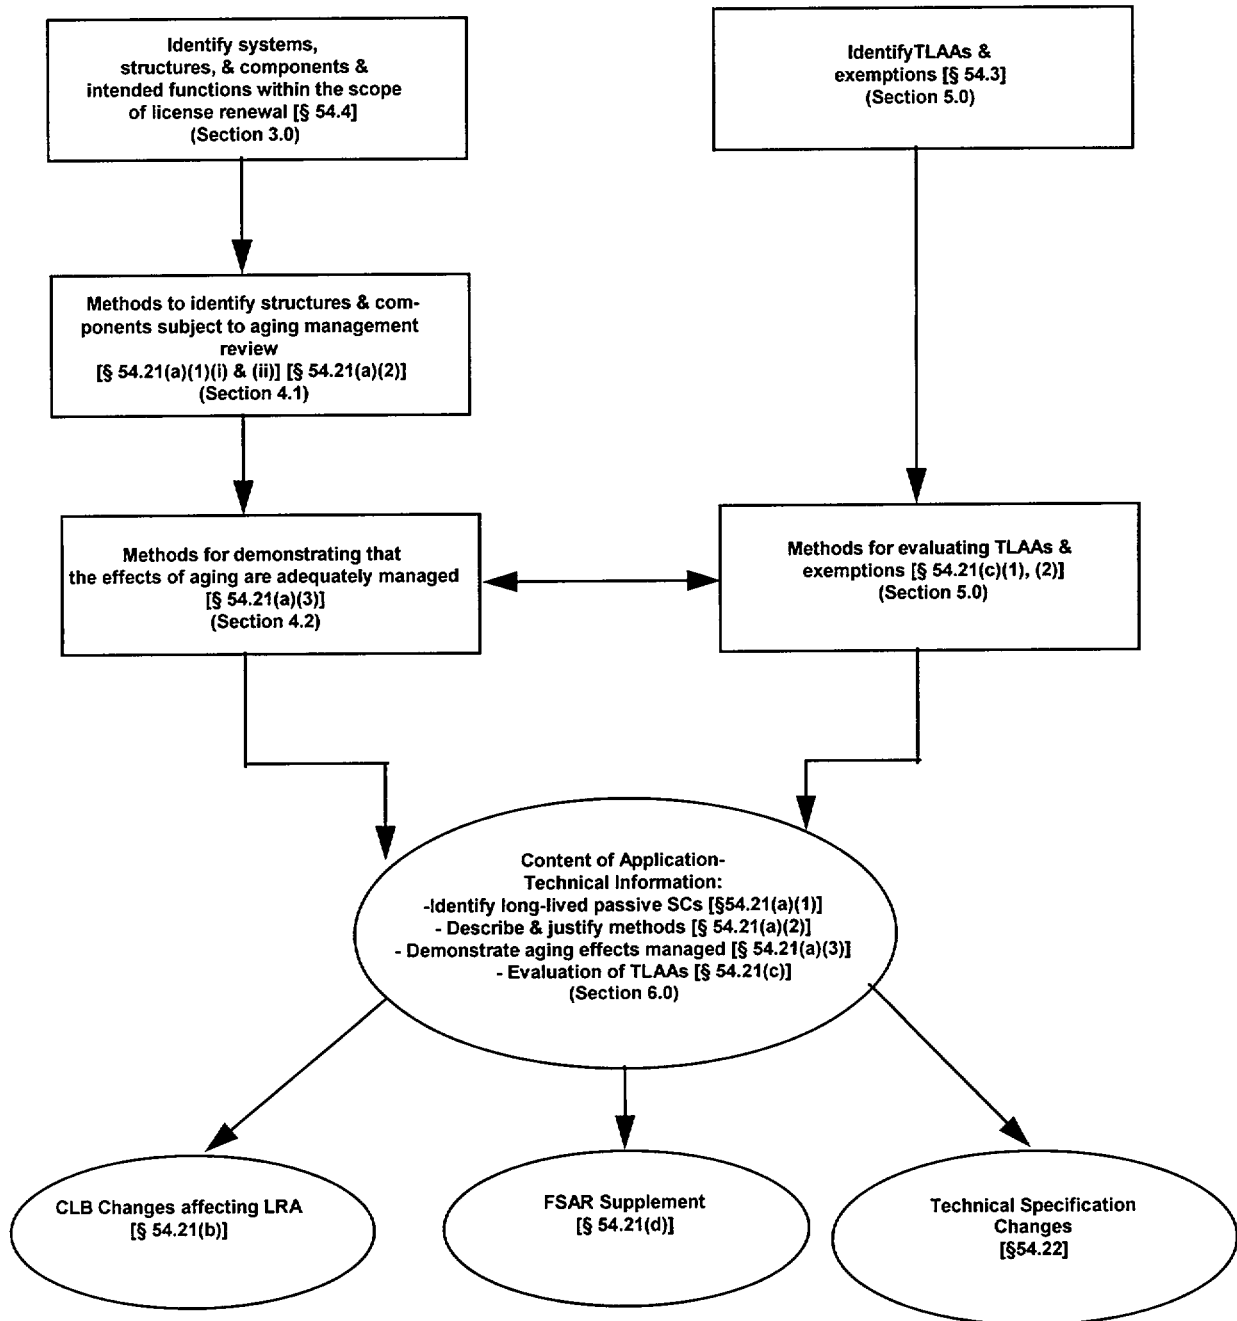 Identify systems,
structures, & components &
intended functions within the scope
of license renewal [§ 54.4]
(Section 3.0)
IdentifyTLAAs &
exemptions [§ 54.3]
(Section 5.0)
Methods to identify structures & com-
ponents subject to aging management
review
[§ 54.21(a)(1)(i) & (ii)] [§ 54.21(a)(2)]
(Section 4.1)
Methods for demonstrating that
the effects of aging are adequately managed
[§ 54.21(a)(3)]
(Section 4.2)
Methods for evaluating TLAAs &
exemptions [§ 54.21(c)(1), (2)]
(Section 5.0)
Content of Application-
Technical Information:
-Identify long-lived passive SCs [§54.21(a)(1)]
- Describe & justify methods [§ 54.21(a)(2)]
- Demonstrate aging effects managed [§ 54.21(a)(3)]
- Evaluation of TLAAs [§ 54.21(c)]
(Section 6.0)
CLB Changes affecting LRA
[§ 54.21(b)]
FSAR Supplement
[§ 54.21(d)]
Technical Specification
Changes
[§54.22]